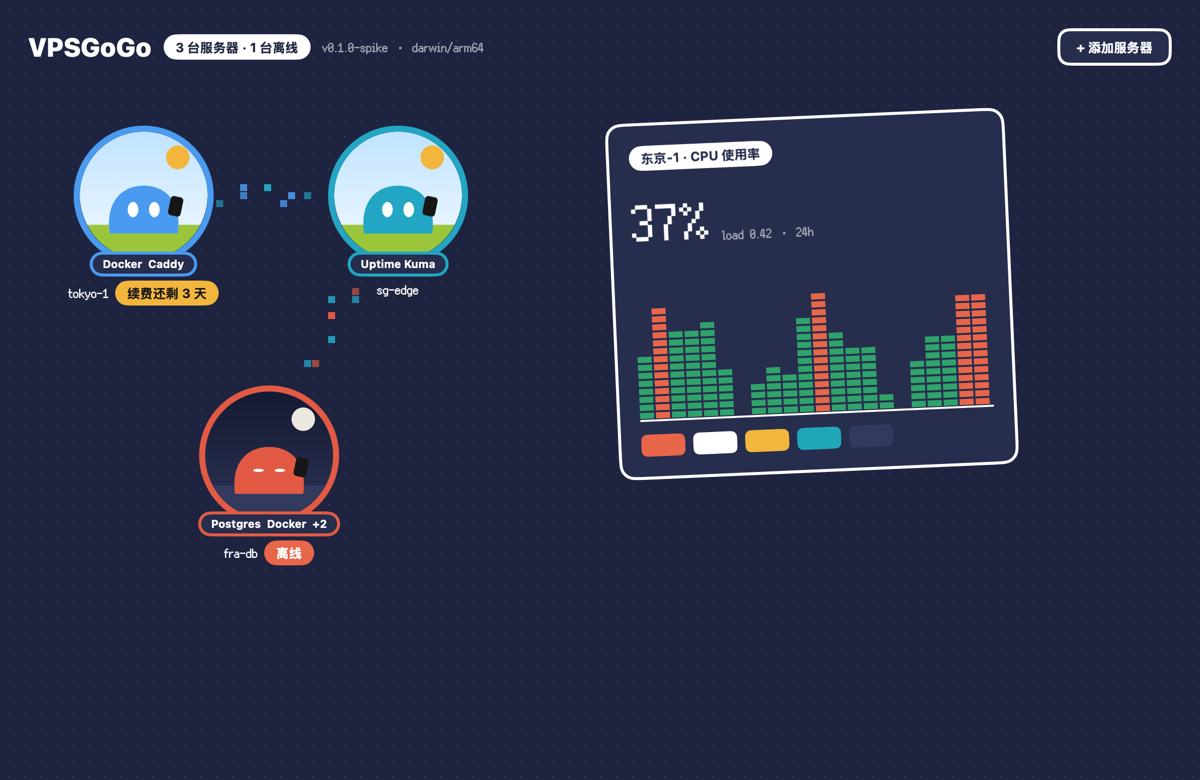 VPSGoGo 3 台服务器 · 1 台离线 v0.1.0-spike · darwin/arm64
+ 添加服务器
Docker Caddy
tokyo-1 续费还剩 3 天
Uptime Kuma
sg-edge
Postgres Docker +2
fra-db 离线
东京-1 · CPU 使用率
37% load 0.42 · 24h